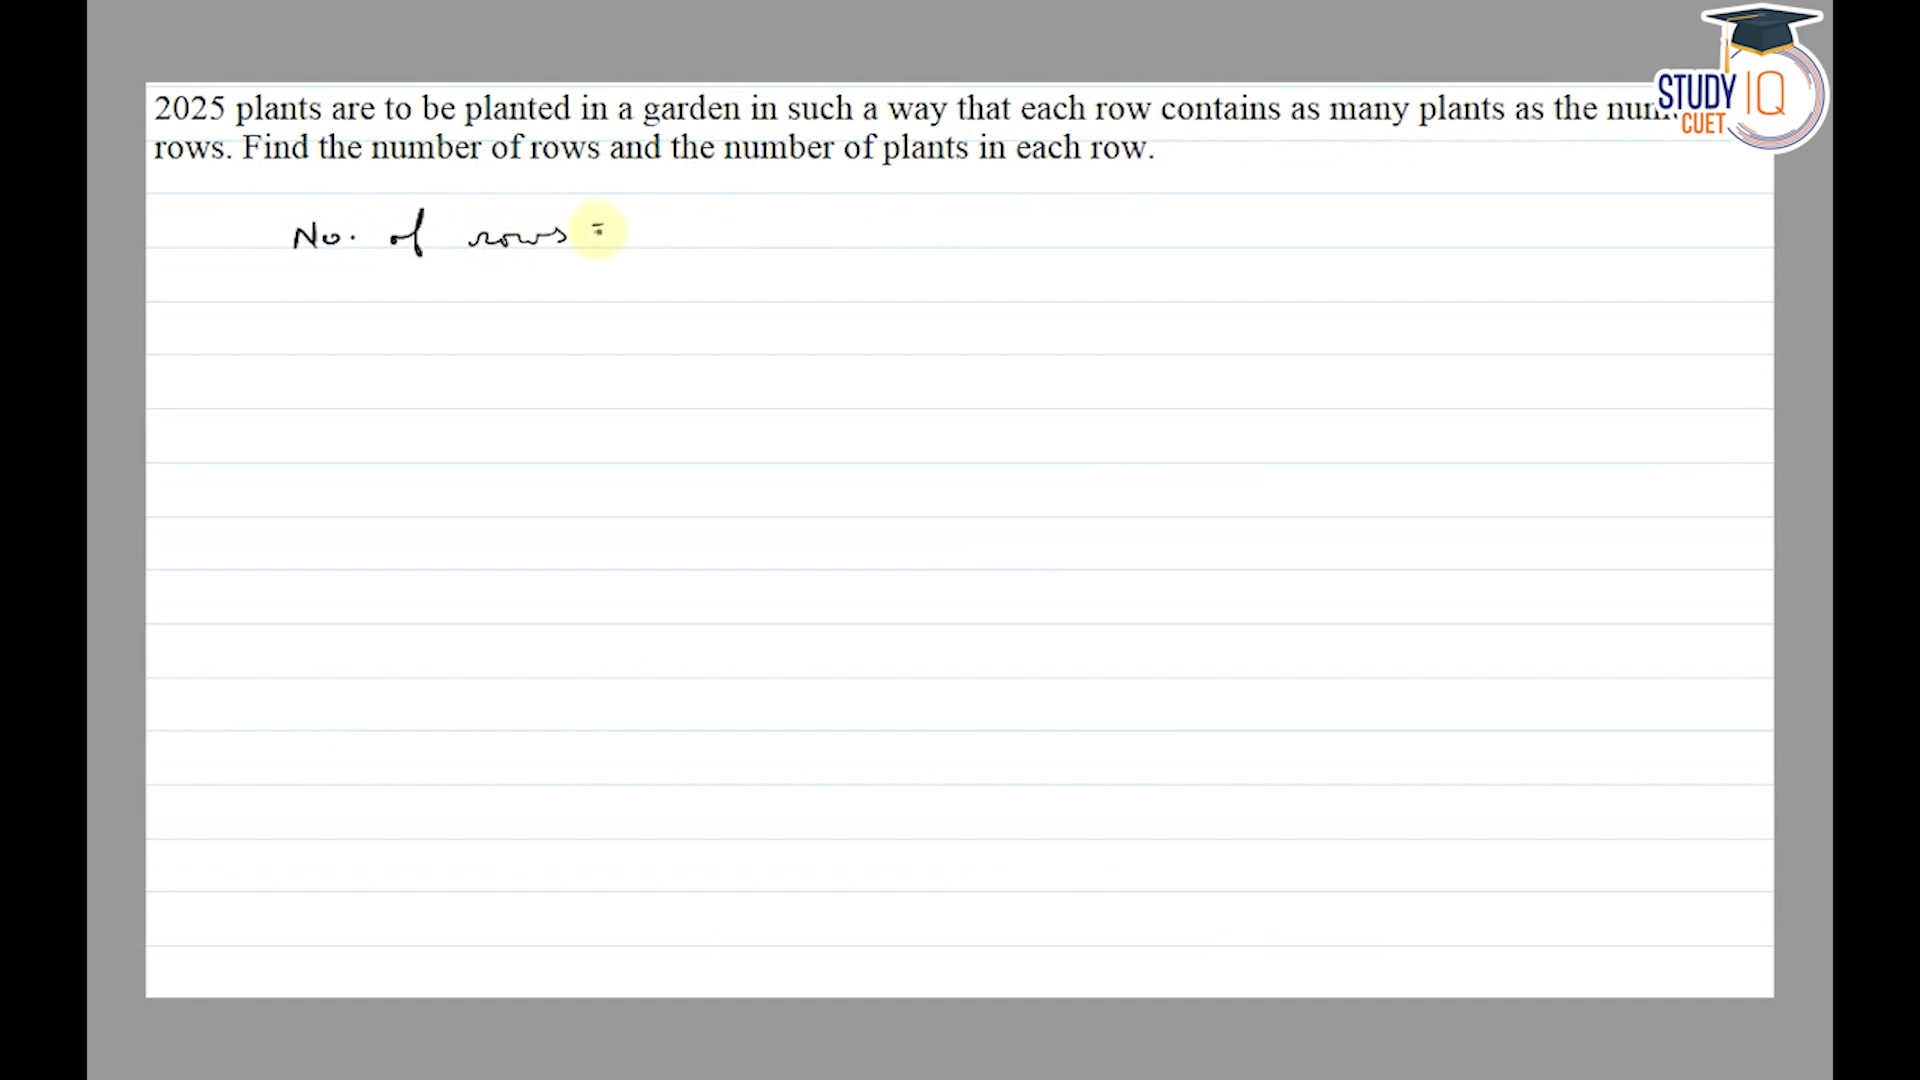 2025 plants are to be planted in a garden in such a way that each row contains as many plants as the
rows. Find the number of rows and the number of plants in each row.
No. of rows =
STUDY IQ
CUET